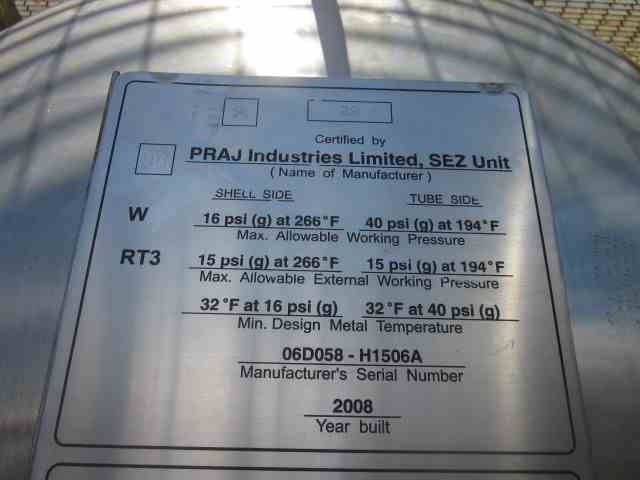 Certified by
PRAJ Industries Limited, SEZ Unit
( Name of Manufacturer )
SHELL SIDE TUBE SIDE
W 16 psi (g) at 266°F 40 psi (g) at 194°F
Max. Allowable Working Pressure
RT3 15 psi (g) at 266°F 15 psi (g) at 194°F
Max. Allowable External Working Pressure
32 °F at 16 psi (g) 32 °F at 40 psi (g)
Min. Design Metal Temperature
06D058 - H1506A
Manufacturer's Serial Number
2008
Year built